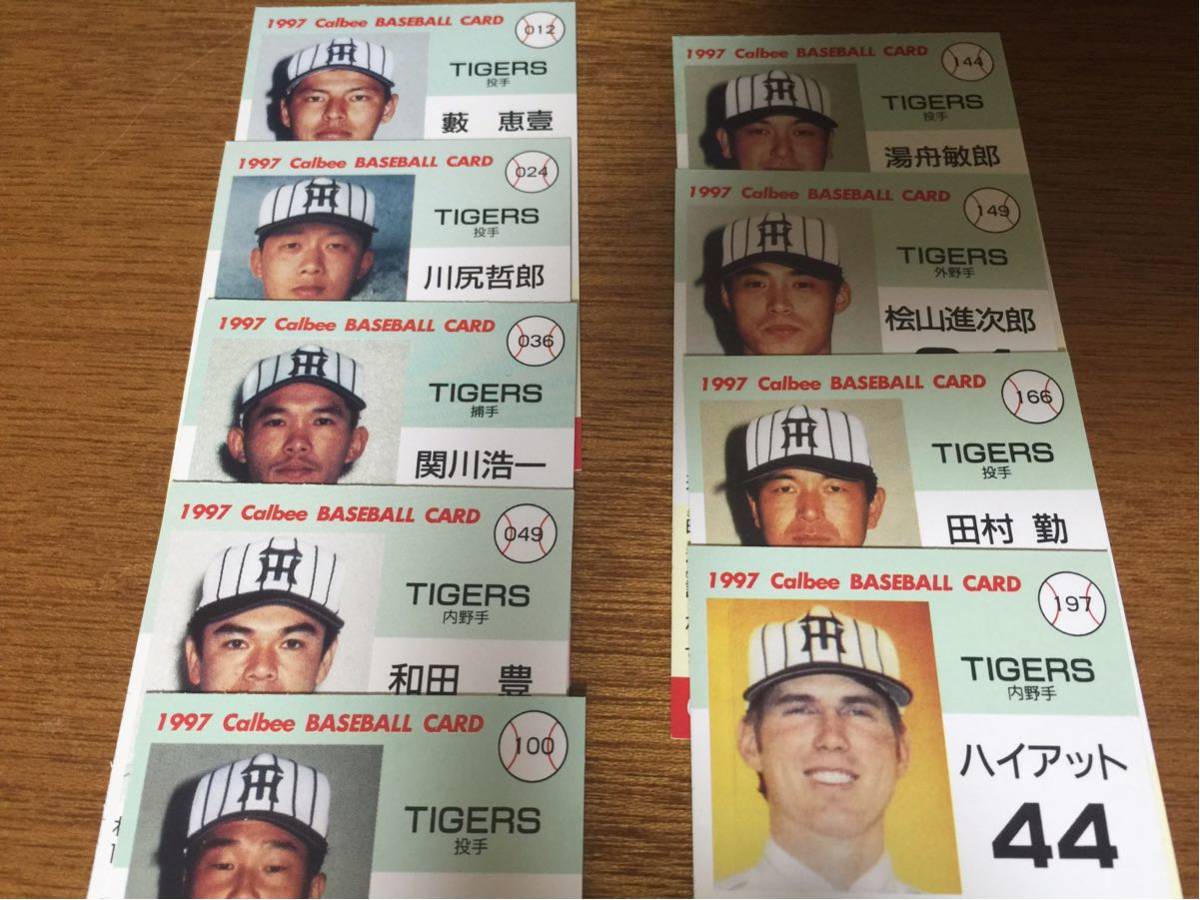 1997 Calbee BASEBALL CARD
012
TIGERS
投手
藪 恵壹
1997 Calbee BASEBALL CARD
024
TIGERS
投手
川尻哲郎
1997 Calbee BASEBALL CARD
036
TIGERS
捕手
関川浩一
1997 Calbee BASEBALL CARD
049
TIGERS
内野手
和田 豊
1997 Calbee BASEBALL CARD
100
TIGERS
投手
1997 Calbee BASEBALL CARD
144
TIGERS
投手
湯舟敏郎
1997 Calbee BASEBALL CARD
149
TIGERS
外野手
桧山進次郎
1997 Calbee BASEBALL CARD
166
TIGERS
投手
田村 勤
1997 Calbee BASEBALL CARD
197
TIGERS
内野手
ハイアット
44